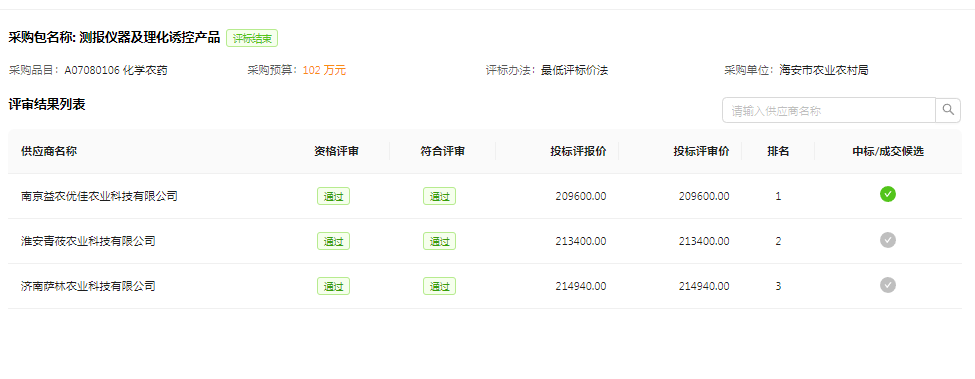 采购包名称: 测报仪器及理化诱控产品 评标结束
采购品目: A07080106 化学农药 采购预算: 102 万元 评标办法: 最低评标价法 采购单位: 海安市农业农村局
评审结果列表
请输入供应商名称
供应商名称 资格评审 符合评审 投标评报价 投标评审价 排名 中标/成交候选
南京益农优佳农业科技有限公司 通过 通过 209600.00 209600.00 1
淮安青莜农业科技有限公司 通过 通过 213400.00 213400.00 2
济南萨林农业科技有限公司 通过 通过 214940.00 214940.00 3